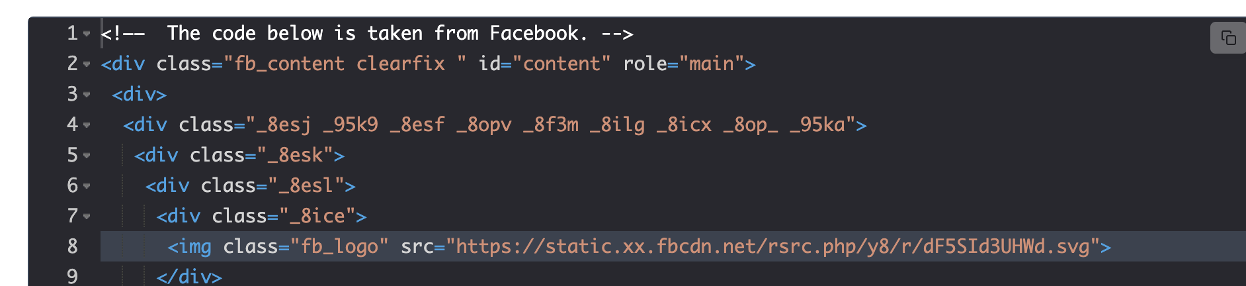 1 <!-- The code below is taken from Facebook. -->
2 <div class="fb_content clearfix " id="content" role="main">
3 <div>
4 <div class="_8esj _95k9 _8esf _8opv _8f3m _8ilg _8icx _8op_ _95ka">
5 <div class="_8esk">
6 <div class="_8esl">
7 <div class="_8ice">
8 <img class="fb_logo" src="https://static.xx.fbcdn.net/rsrc.php/y8/r/dF5SId3UHWd.svg">
9 </div>